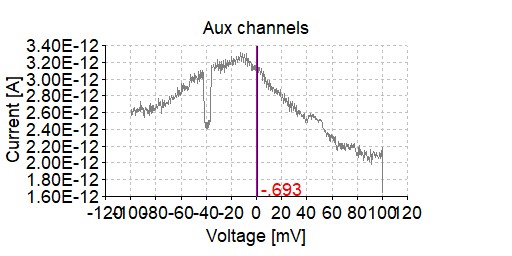 Aux channels
3.40E-12
3.20E-12
3.00E-12
2.80E-12
2.60E-12
2.40E-12
2.20E-12
2.00E-12
1.80E-12
1.60E-12
Current [A]
-.693
-120 -100 -80 -60 -40 -20 0 20 40 60 80 100 120
Voltage [mV]